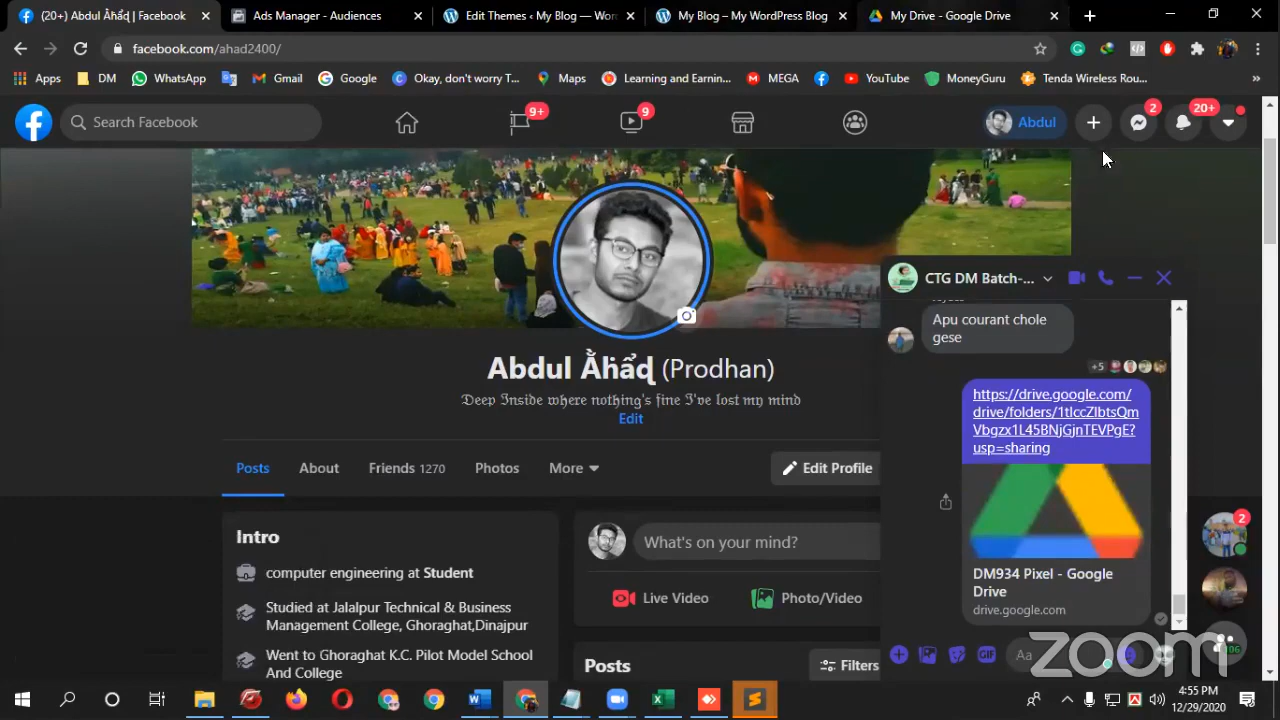 (20+) Abdul Ảhẩḍ | Facebook
Ads Manager - Audiences
Edit Themes ‹ My Blog — Wor
My Blog – My WordPress Blog
My Drive - Google Drive
facebook.com/ahad2400/
Apps
DM
WhatsApp
Gmail
Google
Okay, don't worry T...
Maps
Learning and Earnin...
MEGA
YouTube
MoneyGuru
Tenda Wireless Rou...
Search Facebook
9+
9
Abdul
2
20+
CTG DM Batch-...
Apu courant chole
gese
+5
https://drive.google.com/
drive/folders/1tlccZlbtsQm
Vbgzx1L45BNjGjnTEVPgE?
usp=sharing
DM934 Pixel - Google
Drive
drive.google.com
GIF
Aa
Abdul Ảhẩḍ (Prodhan)
𝔇𝔢𝔢𝔭 ℑ𝔫𝔰𝔦𝔡𝔢 𝔴𝔥𝔢𝔯𝔢 𝔫𝔬𝔱𝔥𝔦𝔫𝔤'𝔰 𝔣𝔦𝔫𝔢 ℑ'𝔳𝔢 𝔩𝔬𝔰𝔱 𝔪𝔶 𝔪𝔦𝔫𝔡
Edit
Posts
About
Friends 1270
Photos
More
Edit Profile
Intro
computer engineering at Student
Studied at Jalalpur Technical & Business
Management College, Ghoraghat,Dinajpur
Went to Ghoraghat K.C. Pilot Model School
And College
What's on your mind?
Live Video
Photo/Video
Posts
Filters
2
zoom
4:55 PM
12/29/2020